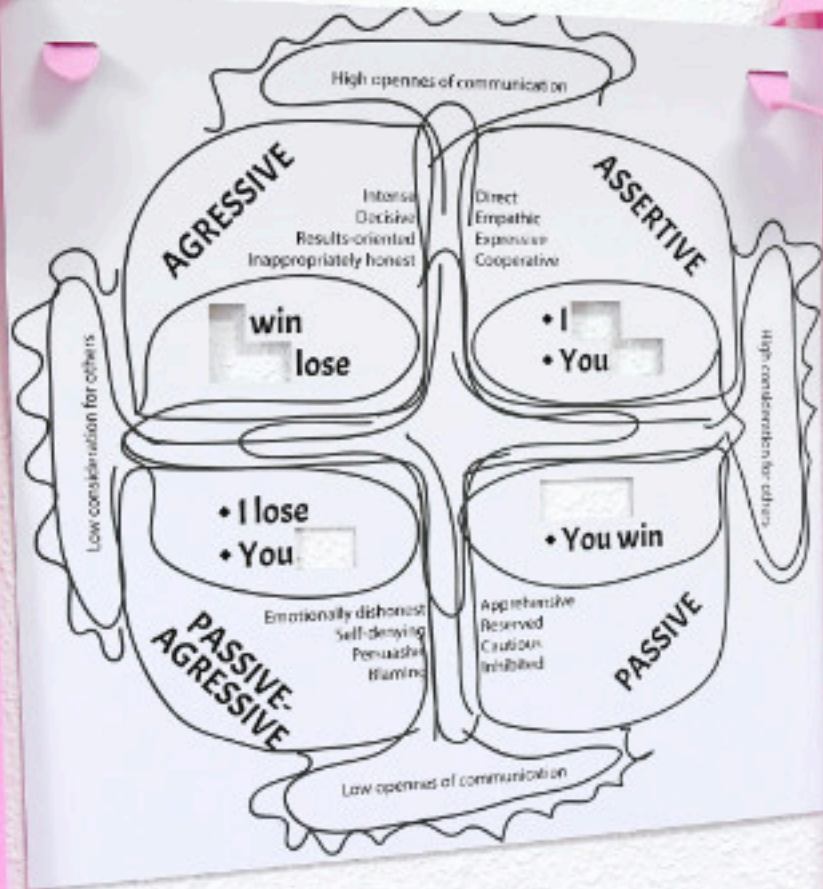 High opennes of communication
AGRESSIVE
Intense
Decisive
Results-oriented
Inappropriately honest
win
lose
ASSERTIVE
Direct
Empathic
Expressive
Cooperative
• I
• You
Low consideration for others
High consideration for others
• I lose
• You
Emotionally dishonest
Self-denying
Persuasive
Blaming
PASSIVE-
AGRESSIVE
• You win
Apprehensive
Reserved
Cautious
Inhibited
PASSIVE
Low opennes of communication